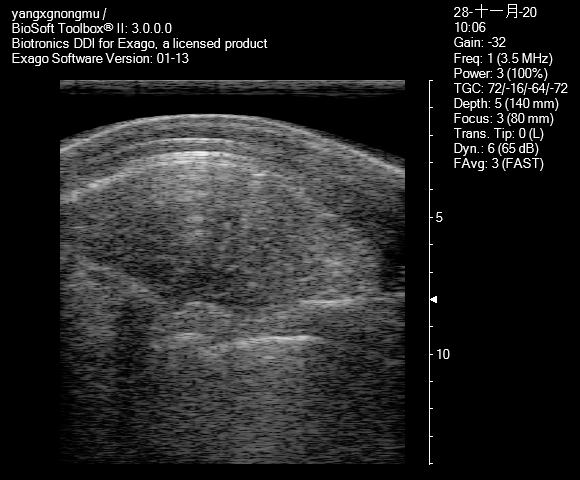 yangxgnongmu /
BioSoft Toolbox® II: 3.0.0.0
Biotronics DDI for Exago, a licensed product
Exago Software Version: 01-13
28-十一月-20
10:06
Gain: -32
Freq: 1 (3.5 MHz)
Power: 3 (100%)
TGC: 72/-16/-64/-72
Depth: 5 (140 mm)
Focus: 3 (80 mm)
Trans. Tip: 0 (L)
Dyn.: 6 (65 dB)
FAvg: 3 (FAST)
5
10